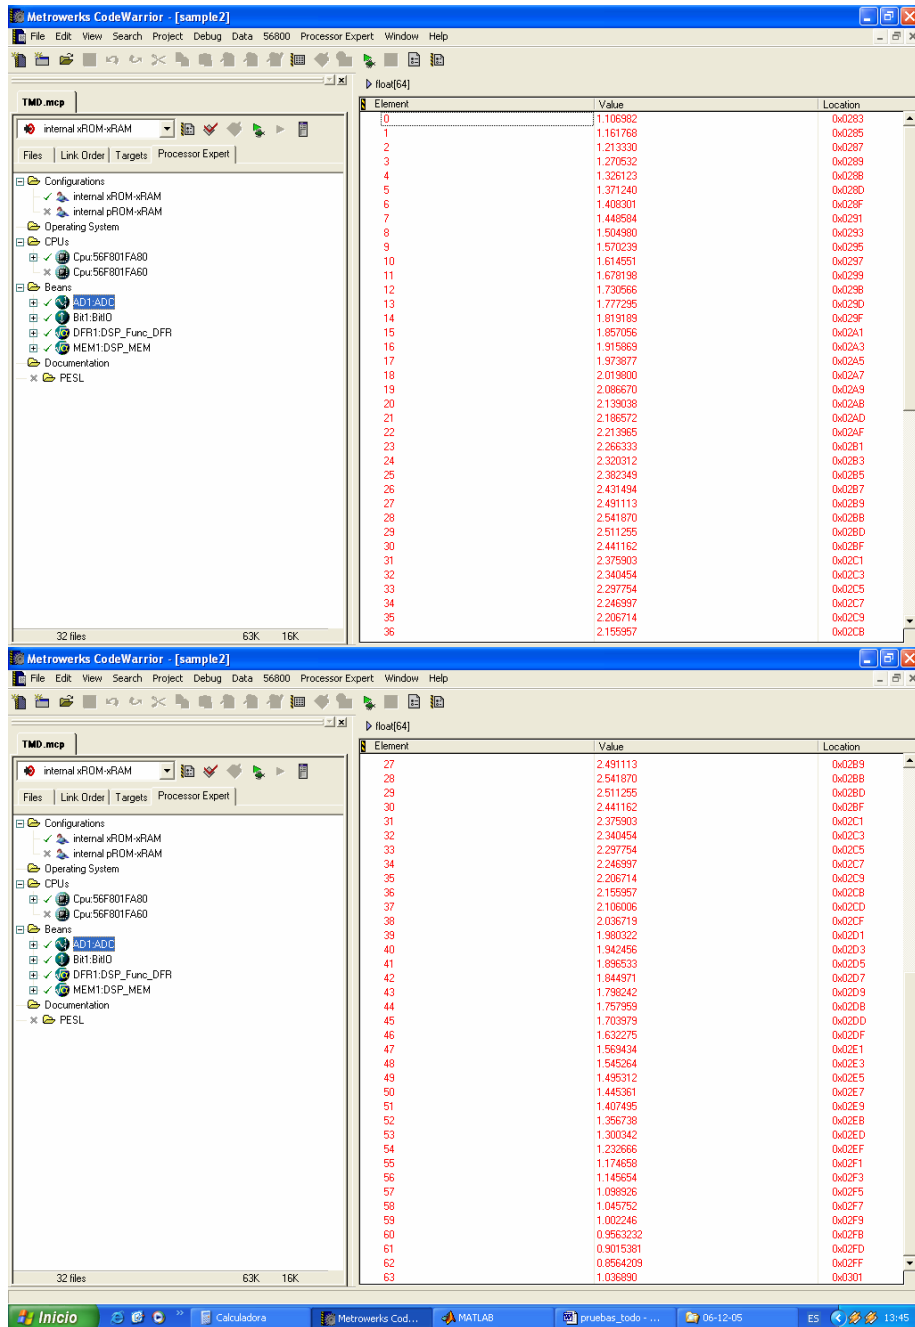 Metrowerks CodeWarrior - [sample2]
File Edit View Search Project Debug Data 56800 Processor Expert Window Help
TMD.mcp
internal xROM-xRAM
Files Link Order Targets Processor Expert
Configurations
internal xROM-xRAM
internal pROM-xRAM
Operating System
CPUs
Cpu:56F801FA80
Cpu:56F801FA60
Beans
AD1:ADC
Bit1:BitIO
DFR1:DSP_Func_DFR
MEM1:DSP_MEM
Documentation
PESL
32 files 63K 16K
float[64]
Element Value Location
0 1.106982 0x0283
1 1.161768 0x0285
2 1.213330 0x0287
3 1.270532 0x0289
4 1.326123 0x028B
5 1.371240 0x028D
6 1.408301 0x028F
7 1.448584 0x0291
8 1.504980 0x0293
9 1.570239 0x0295
10 1.614551 0x0297
11 1.678198 0x0299
12 1.730566 0x029B
13 1.777295 0x029D
14 1.819189 0x029F
15 1.857056 0x02A1
16 1.915869 0x02A3
17 1.973877 0x02A5
18 2.019800 0x02A7
19 2.086670 0x02A9
20 2.139038 0x02AB
21 2.186572 0x02AD
22 2.213965 0x02AF
23 2.266333 0x02B1
24 2.320312 0x02B3
25 2.382349 0x02B5
26 2.431494 0x02B7
27 2.491113 0x02B9
28 2.541870 0x02BB
29 2.511255 0x02BD
30 2.441162 0x02BF
31 2.375903 0x02C1
32 2.340454 0x02C3
33 2.297754 0x02C5
34 2.246997 0x02C7
35 2.206714 0x02C9
36 2.155957 0x02CB
Metrowerks CodeWarrior - [sample2]
File Edit View Search Project Debug Data 56800 Processor Expert Window Help
TMD.mcp
internal xROM-xRAM
Files Link Order Targets Processor Expert
Configurations
internal xROM-xRAM
internal pROM-xRAM
Operating System
CPUs
Cpu:56F801FA80
Cpu:56F801FA60
Beans
AD1:ADC
Bit1:BitIO
DFR1:DSP_Func_DFR
MEM1:DSP_MEM
Documentation
PESL
32 files 63K 16K
float[64]
Element Value Location
27 2.491113 0x02B9
28 2.541870 0x02BB
29 2.511255 0x02BD
30 2.441162 0x02BF
31 2.375903 0x02C1
32 2.340454 0x02C3
33 2.297754 0x02C5
34 2.246997 0x02C7
35 2.206714 0x02C9
36 2.155957 0x02CB
37 2.106006 0x02CD
38 2.036719 0x02CF
39 1.980322 0x02D1
40 1.942456 0x02D3
41 1.896533 0x02D5
42 1.844971 0x02D7
43 1.798242 0x02D9
44 1.757959 0x02DB
45 1.703979 0x02DD
46 1.632275 0x02DF
47 1.569434 0x02E1
48 1.545264 0x02E3
49 1.495312 0x02E5
50 1.445361 0x02E7
51 1.407495 0x02E9
52 1.356738 0x02EB
53 1.300342 0x02ED
54 1.232666 0x02EF
55 1.174658 0x02F1
56 1.145654 0x02F3
57 1.098926 0x02F5
58 1.045752 0x02F7
59 1.002246 0x02F9
60 0.9563232 0x02FB
61 0.9015381 0x02FD
62 0.8564209 0x02FF
63 1.036890 0x0301
Inicio Calculadora Metrowerks Cod... MATLAB pruebas_todo - ... 06-12-05 ES 13:45